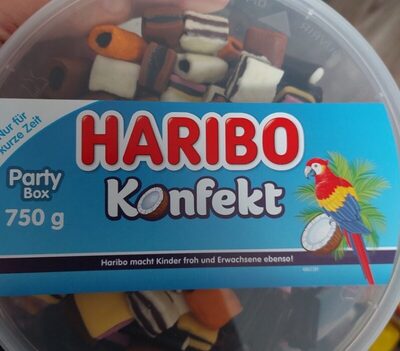 Nur für
kurze Zeit
HARIBO
Party
Box
750 g
Konfekt
Haribo macht Kinder froh und Erwachsene ebenso!